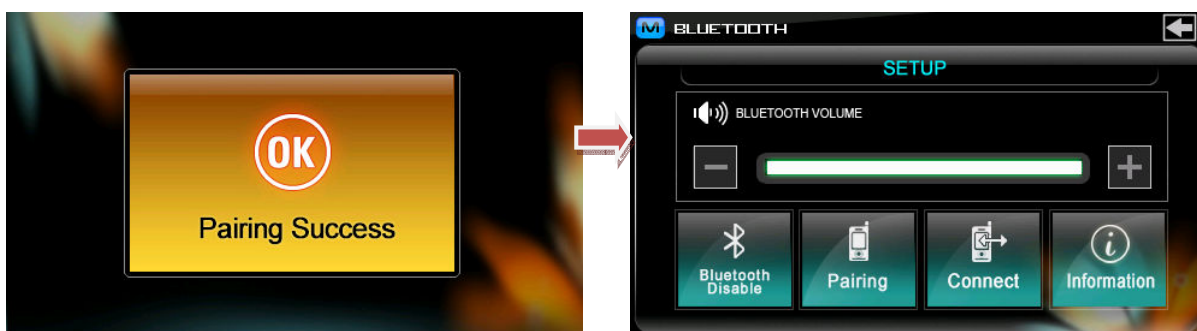 OK
Pairing Success
M BLUETOOTH
SETUP
BLUETOOTH VOLUME
Bluetooth
Disable
Pairing
Connect
i
Information